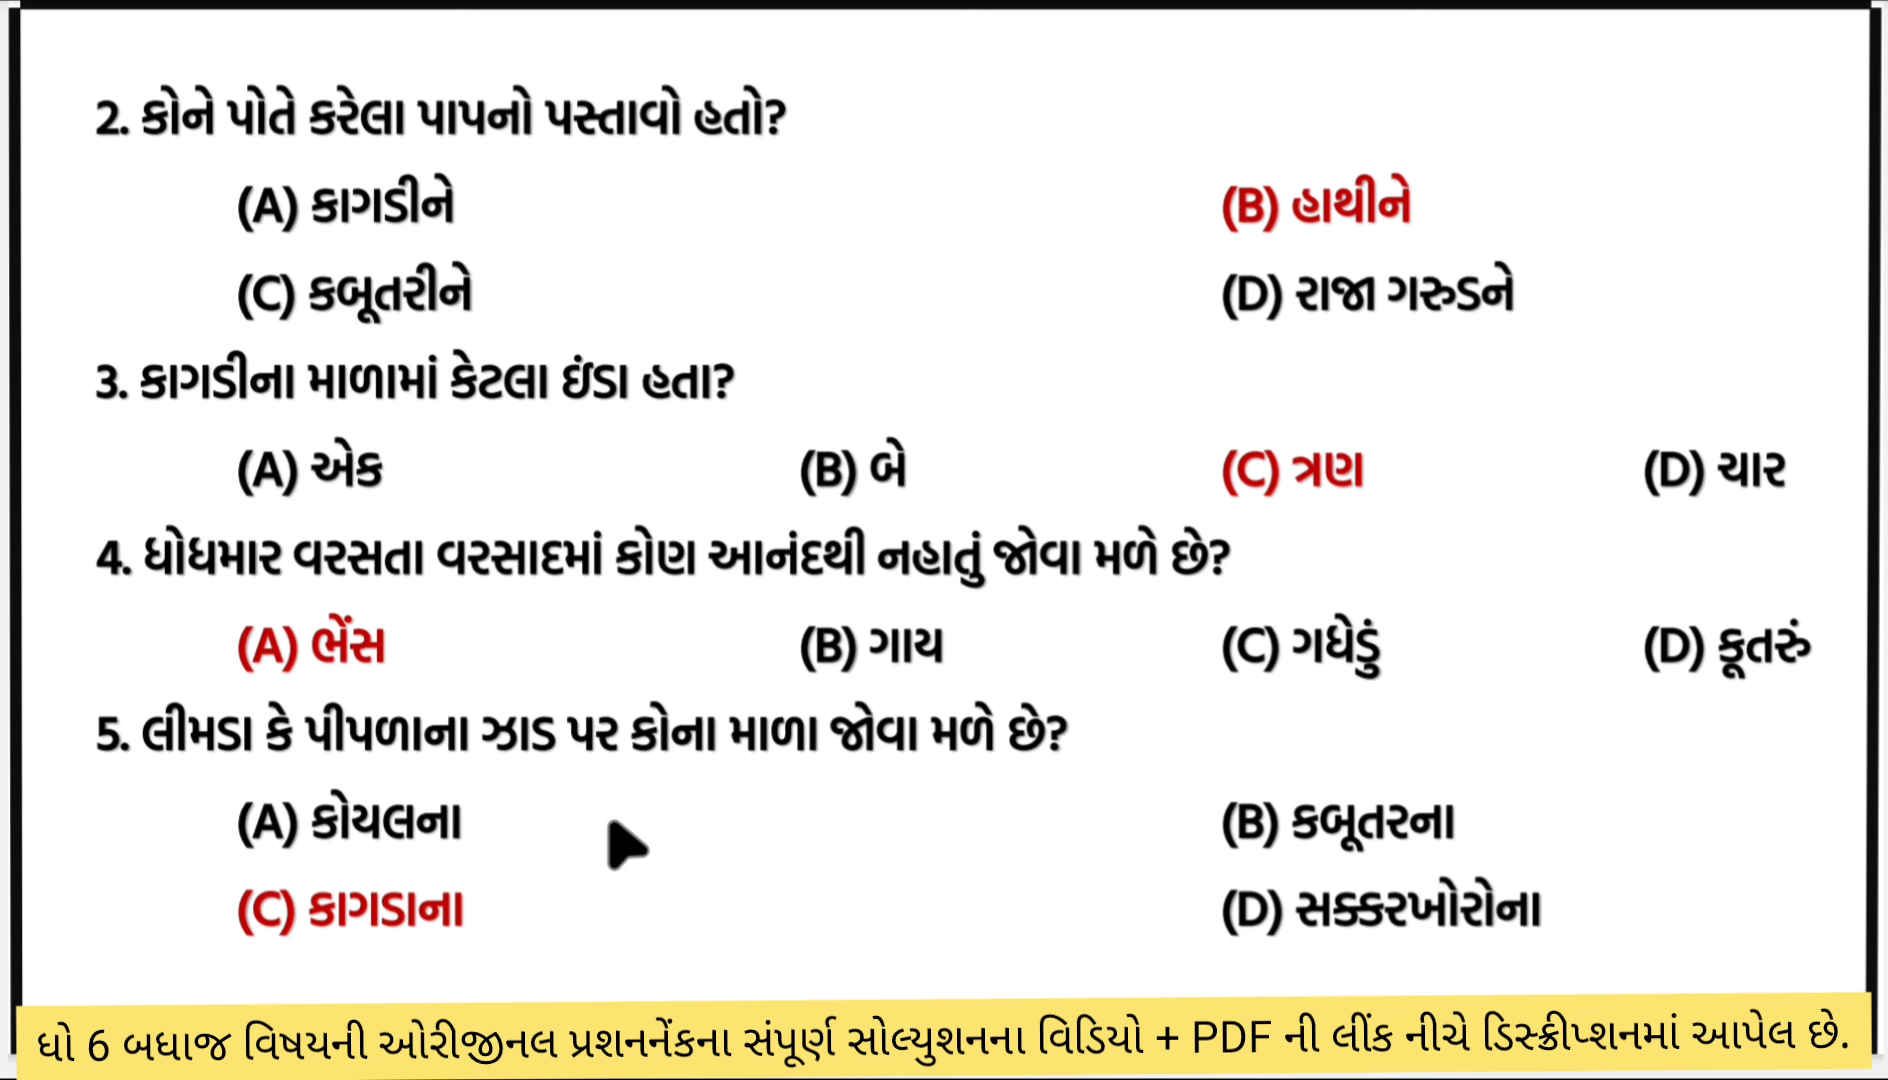 2. કોને પોતે કરેલા પાપનો પસ્તાવો હતો?
(A) કાગડીને (B) હાથીને
(C) કબૂતરીને (D) રાજા ગરુડને
3. કાગડીના માળામાં કેટલા ઈંડા હતા?
(A) એક (B) બે (C) ત્રણ (D) ચાર
4. ધોધમાર વરસતા વરસાદમાં કોણ આનંદથી નહાતું જોવા મળે છે?
(A) ભેંસ (B) ગાય (C) ગધેડું (D) કૂતરું
5. લીમડા કે પીપળાના ઝાડ પર કોના માળા જોવા મળે છે?
(A) કોયલના (B) કબૂતરના
(C) કાગડાના (D) સક્કરખોરોના
ધો 6 બધાજ વિષયની ઓરીજીનલ પ્રશનનેંકના સંપૂર્ણ સોલ્યુશનના વિડિયો + PDF ની લીંક નીચે ડિસ્ક્રીપ્શનમાં આપેલ છે.